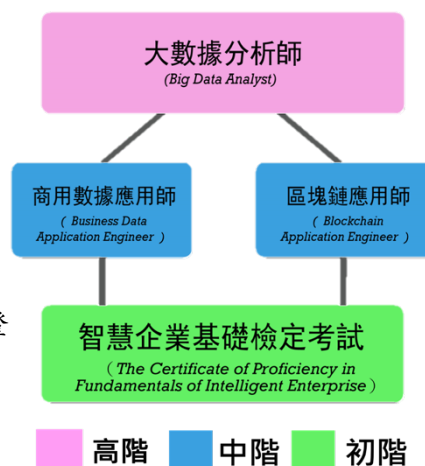 大數據分析師
(Big Data Analyst)
商用數據應用師
( Business Data
Application Engineer )
區塊鏈應用師
( Blockchain
Application Engineer )
智慧企業基礎檢定考試
(The Certificate of Proficiency in
Fundamentals of Intelligent Enterprise)
高階 中階 初階